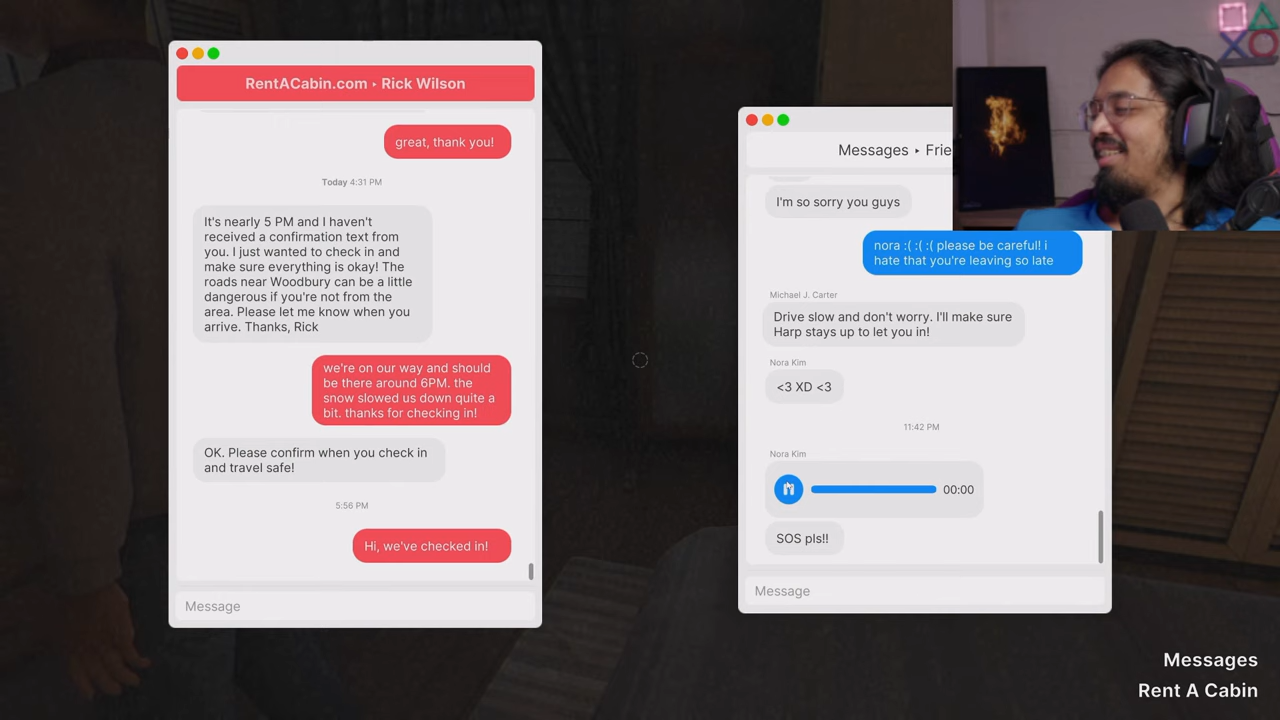 RentACabin.com ‣ Rick Wilson
great, thank you!
Today 4:31 PM
It's nearly 5 PM and I haven't
received a confirmation text from
you. I just wanted to check in and
make sure everything is okay! The
roads near Woodbury can be a little
dangerous if you're not from the
area. Please let me know when you
arrive. Thanks, Rick
we're on our way and should
be there around 6PM. the
snow slowed us down quite a
bit. thanks for checking in!
OK. Please confirm when you check in
and travel safe!
5:56 PM
Hi, we've checked in!
Message
Messages ‣ Frie
I'm so sorry you guys
nora :( :( :( please be careful! i
hate that you're leaving so late
Michael J. Carter
Drive slow and don't worry. I'll make sure
Harp stays up to let you in!
Nora Kim
<3 XD <3
11:42 PM
Nora Kim
00:00
SOS pls!!
Message
Messages
Rent A Cabin